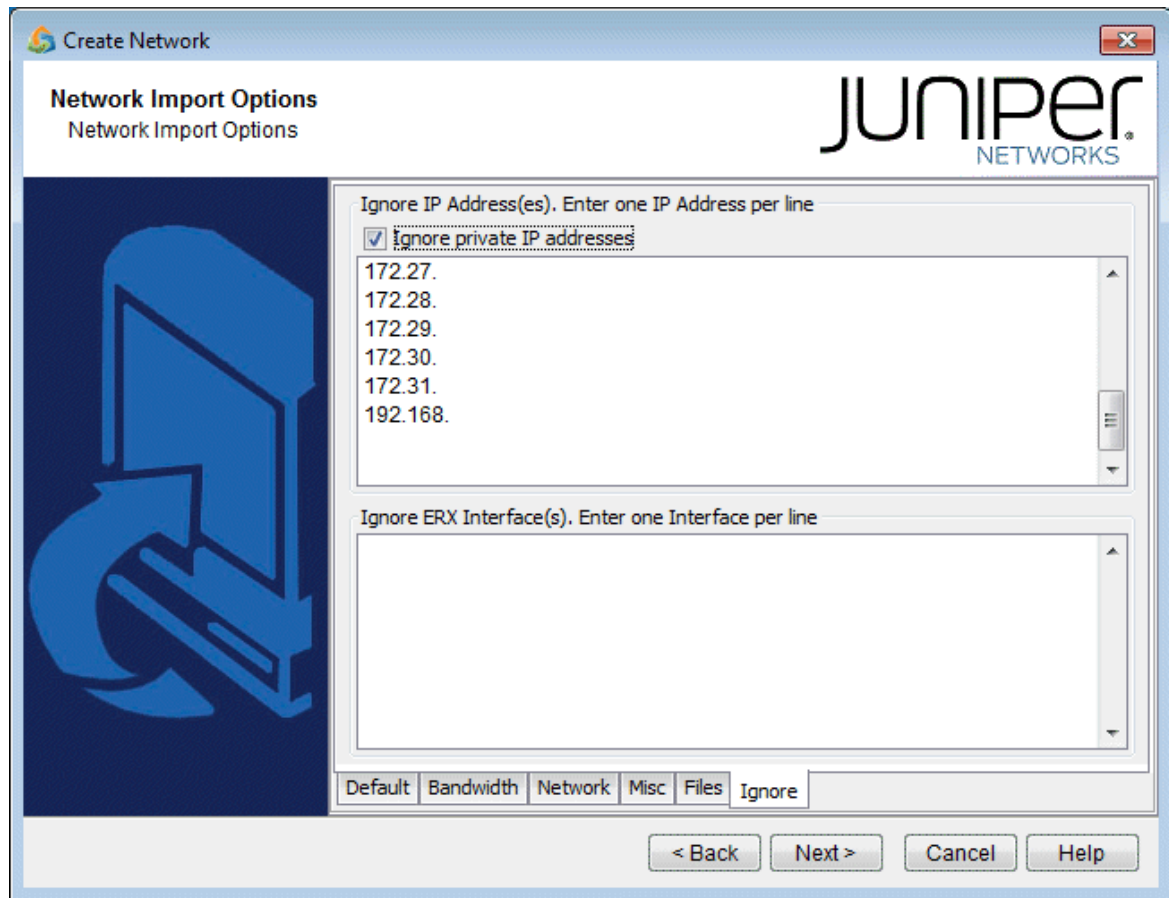 Create Network
Network Import Options
Network Import Options
JUNIPER
NETWORKS
Ignore IP Address(es). Enter one IP Address per line
Ignore private IP addresses
172.27.
172.28.
172.29.
172.30.
172.31.
192.168.
Ignore ERX Interface(s). Enter one Interface per line
Default Bandwidth Network Misc Files Ignore
< Back Next > Cancel Help